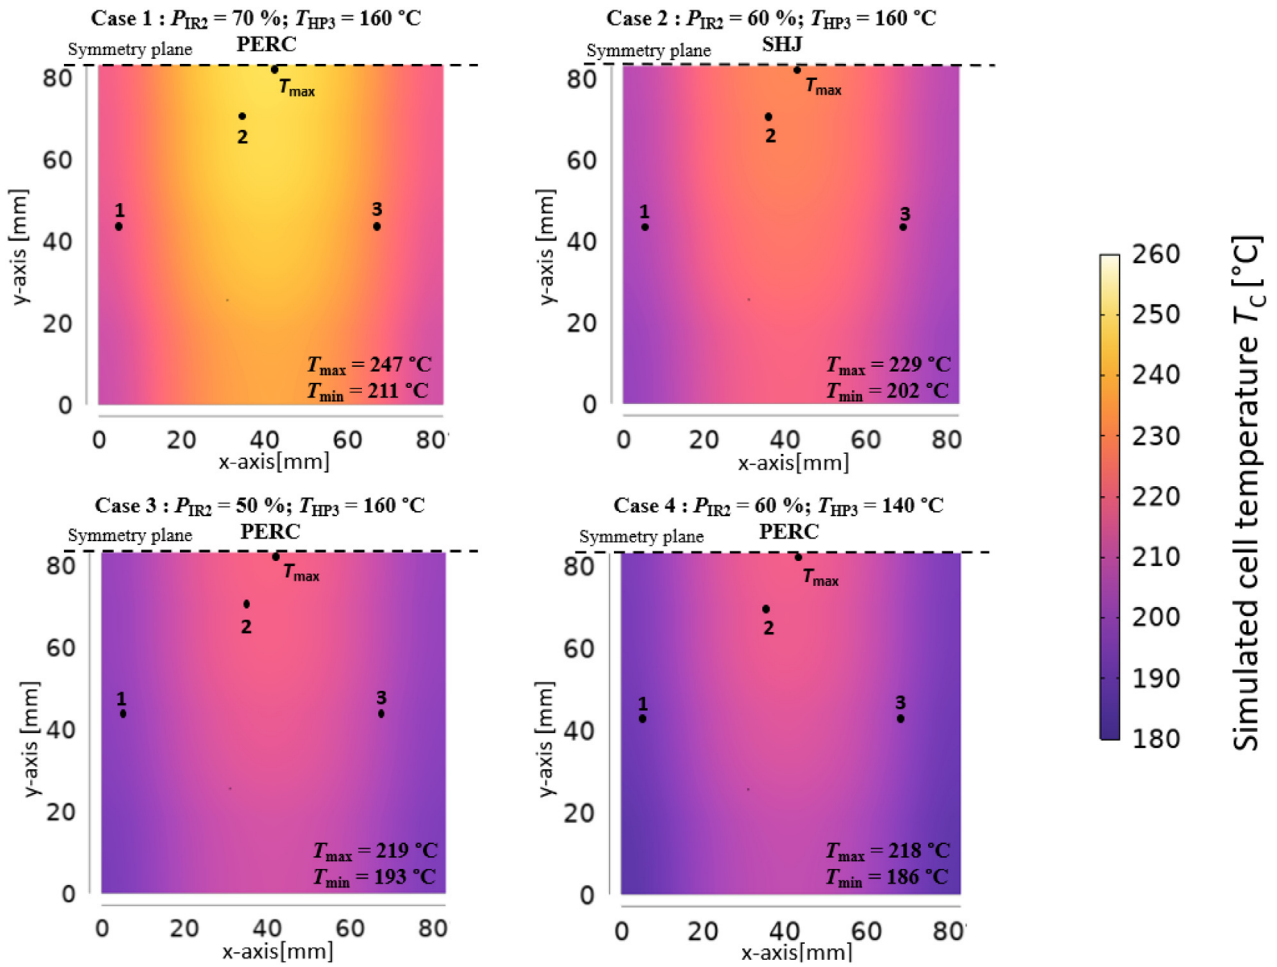 Case 1 : PIR2 = 70 %; THP3 = 160 °C
PERC
Symmetry plane
Tmax
2
1
3
Tmax = 247 °C
Tmin = 211 °C
80
60
40
20
0
y-axis [mm]
0 20 40 60 80
x-axis[mm]
Case 2 : PIR2 = 60 %; THP3 = 160 °C
SHJ
Symmetry plane
Tmax
2
1
3
Tmax = 229 °C
Tmin = 202 °C
80
60
40
20
0
y-axis [mm]
0 20 40 60 80
x-axis[mm]
Case 3 : PIR2 = 50 %; THP3 = 160 °C
PERC
Symmetry plane
Tmax
2
1
3
Tmax = 219 °C
Tmin = 193 °C
80
60
40
20
0
y-axis [mm]
0 20 40 60 80
x-axis[mm]
Case 4 : PIR2 = 60 %; THP3 = 140 °C
PERC
Symmetry plane
Tmax
2
1
3
Tmax = 218 °C
Tmin = 186 °C
80
60
40
20
0
y-axis [mm]
0 20 40 60 80
x-axis[mm]
260
250
240
230
220
210
200
190
180
Simulated cell temperature TC [°C]